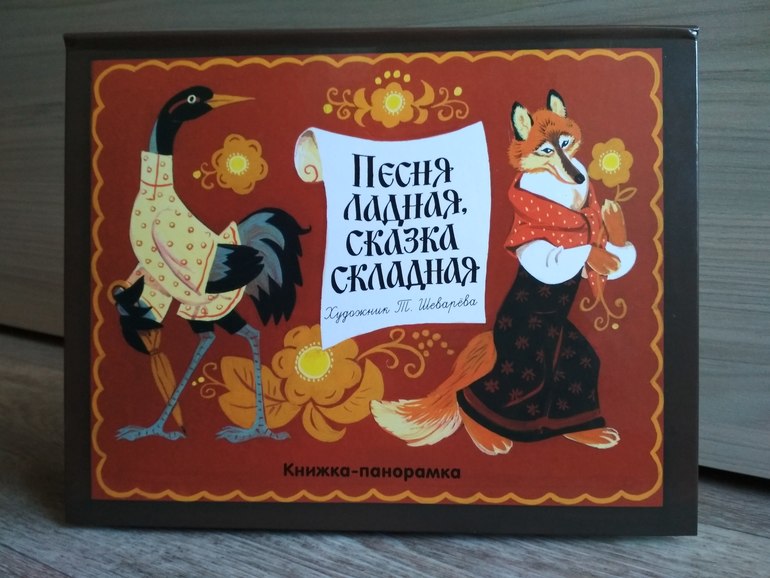 Песня
ладная,
сказка
складная
Художник Т. Шеварёва
Книжка-панорамка